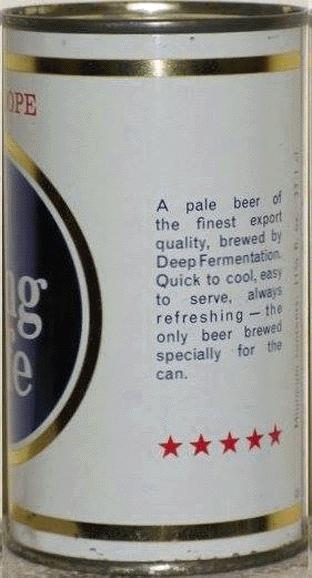 OPE
ng
e
A pale beer of
the finest export
quality, brewed by
Deep Fermentation.
Quick to cool, easy
to serve, always
refreshing — the
only beer brewed
specially for the
can.